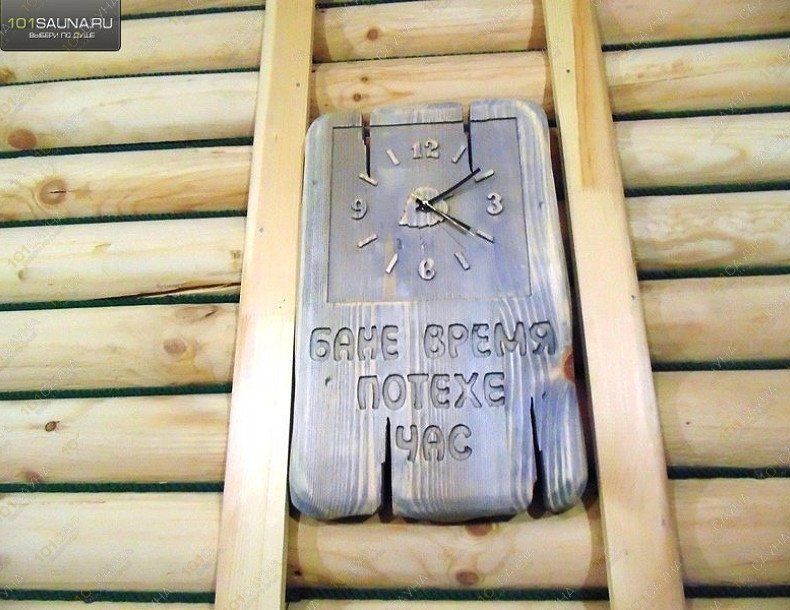 101SAUNA.RU
ВЫБЕРИ ПО ДУШЕ
12
9 3
6
БАНЕ ВРЕМЯ
ПОТЕХЕ
ЧАС